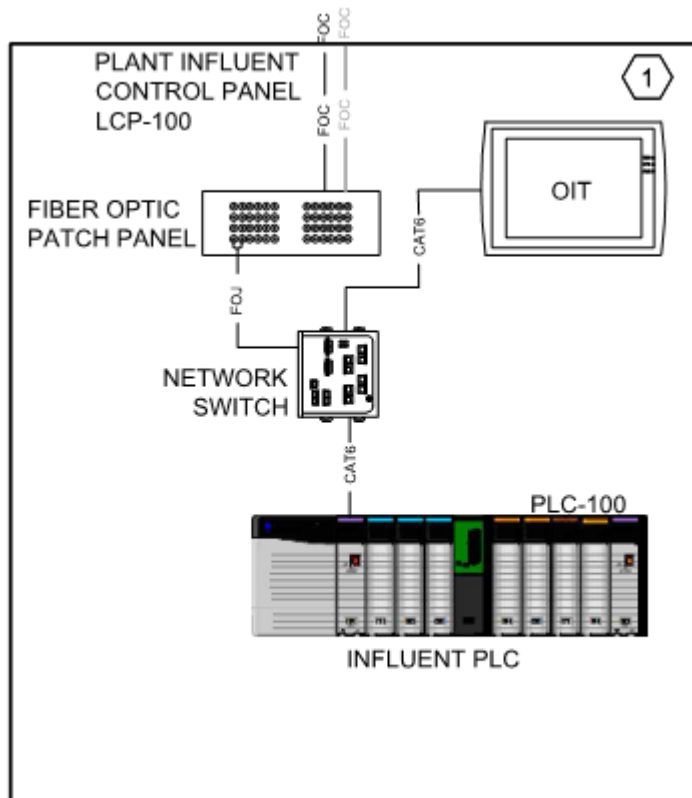 FOC
FOC
PLANT INFLUENT
CONTROL PANEL
LCP-100
1
FOC
FOC
FIBER OPTIC
PATCH PANEL
OIT
CAT6
FOJ
NETWORK
SWITCH
CAT6
PLC-100
INFLUENT PLC